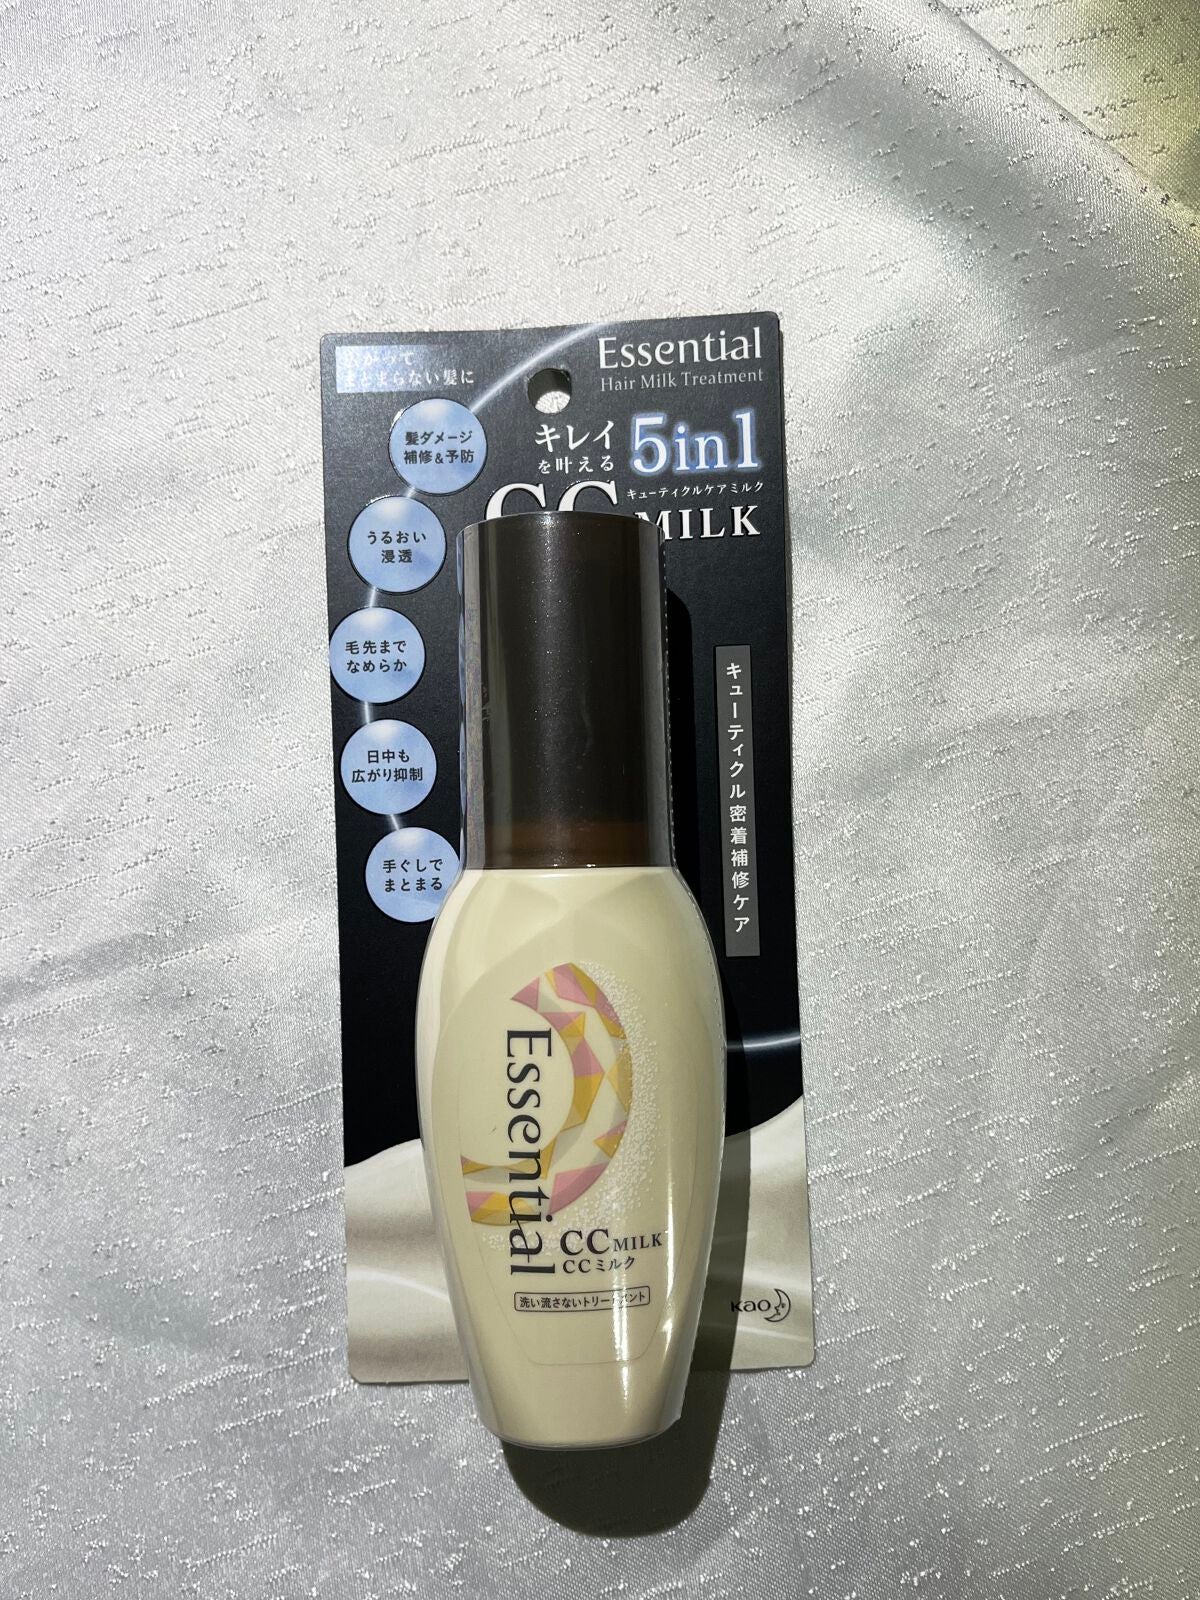 Essential
Hair Milk Treatment
広がって
まとまらない髪に
キレイ
を叶える
5in1
キューティクルケアミルク
CC MILK
髪ダメージ
補修&予防
うるおい
浸透
毛先まで
なめらか
日中も
広がり抑制
手ぐしで
まとまる
キューティクル密着補修ケア
Essential
CC MILK
CCミルク
洗い流さないトリートメント
Kao